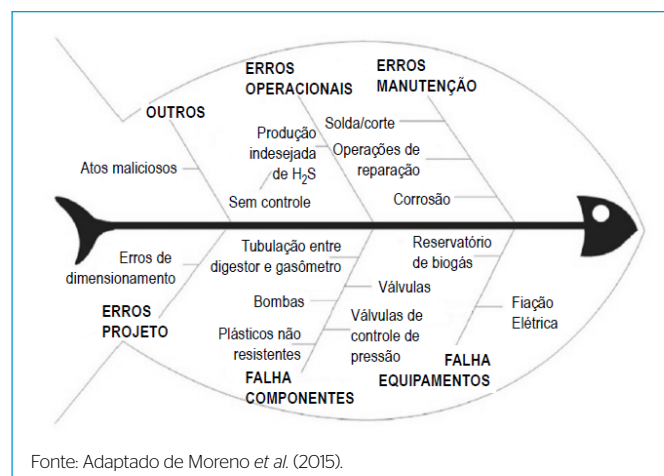 ERROS
OPERACIONAIS
ERROS
MANUTENÇÃO
OUTROS
Solda/corte
Produção
indesejada
de H₂S
Operações de
reparação
Atos maliciosos
Sem controle
Corrosão
Erros de
dimensionamento
Tubulação entre
digestor e gasômetro
Reservatório
de biogás
Válvulas
Bombas
Fiação
Elétrica
ERROS
PROJETO
Plásticos não
resistentes
Válvulas de
controle de
pressão
FALHA
COMPONENTES
FALHA
EQUIPAMENTOS
Fonte: Adaptado de Moreno et al. (2015).